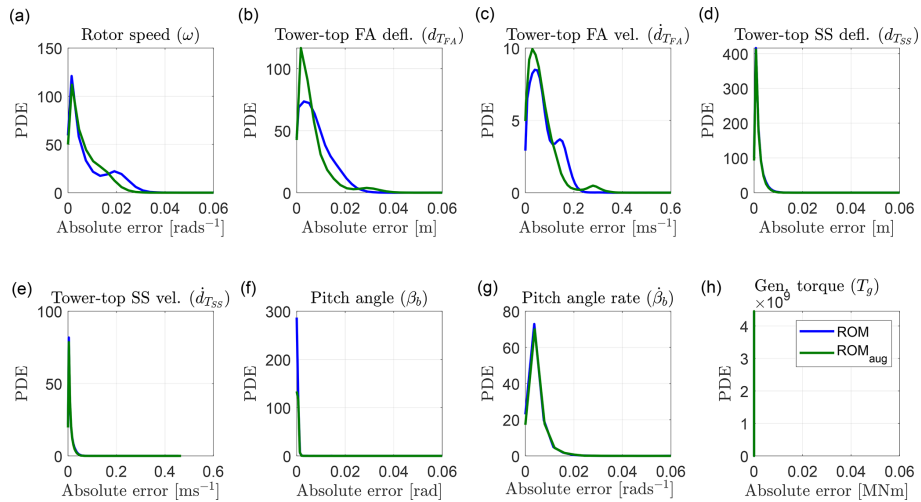 (a)
Rotor speed (ω)
150
100
50
0
PDE
0 0.02 0.04 0.06
Absolute error [rads⁻¹]
(b)
Tower-top FA defl. (d_{T_{FA}})
100
50
0
PDE
0 0.02 0.04 0.06
Absolute error [m]
(c)
Tower-top FA vel. (ḋ_{T_{FA}})
10
5
0
PDE
0 0.2 0.4 0.6
Absolute error [ms⁻¹]
(d)
Tower-top SS defl. (d_{T_{SS}})
400
300
200
100
0
PDE
0 0.02 0.04 0.06
Absolute error [m]
(e)
Tower-top SS vel. (ḋ_{T_{SS}})
100
50
0
PDE
0 0.2 0.4 0.6
Absolute error [ms⁻¹]
(f)
Pitch angle (β_b)
300
200
100
0
PDE
0 0.02 0.04 0.06
Absolute error [rad]
(g)
Pitch angle rate (β̇_b)
80
60
40
20
0
PDE
0 0.02 0.04 0.06
Absolute error [rads⁻¹]
(h)
Gen. torque (T_g)
×10⁹
4
3
2
1
0
PDE
ROM
ROM_{aug}
0 0.02 0.04 0.06
Absolute error [MNm]